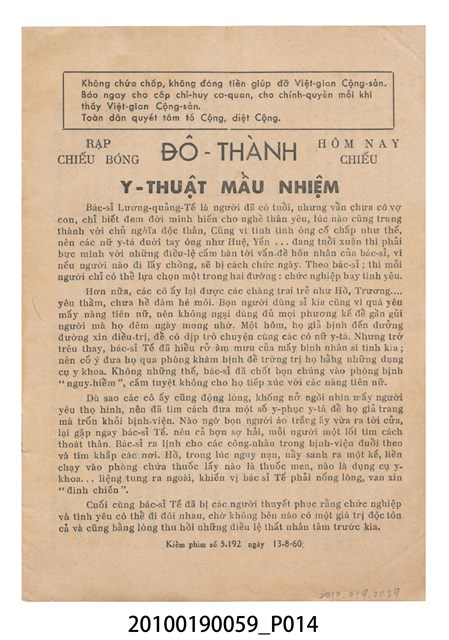 Không chứa chấp, không đóng tiền giúp đỡ Việt-gian Cộng-sản.
Báo ngay cho cấp chỉ-huy cơ-quan, cho chính-quyền mỗi khi
thấy Việt-gian Cộng-sản.
Toàn dân quyết tâm tố Cộng, diệt Cộng.
RẠP
CHIẾU BÓNG
ĐÔ - THÀNH
HÔM NAY
CHIẾU
Y-THUẬT MẦU NHIỆM
Bác-sĩ Lương-quảng-Tế là người đã có tuổi, nhưng vẫn chưa có vợ
con, chỉ biết đem đời mình hiến cho nghề thân yêu, lúc nào cũng trung
thành với chủ nghĩa độc thân, Cũng vì tính tình ông cố chấp như thế,
nên các nữ y-tá dưới tay ông như Huệ, Yến ... đang tuổi xuân thì phải
bực mình với những điều-lệ cấm bàn tới vấn-đề hôn nhân của bác-sĩ, vì
nếu người nào đi lấy chồng, sẽ bị cách chức ngay. Theo bác-sĩ ; thì mỗi
người chỉ có thể lựa chọn một trong hai đường : chức nghiệp hay tình yêu.
Hơn nữa, các cô ấy lại được các chàng trai trẻ như Hồ, Trương....
yêu thầm, chưa hề dám hé môi. Bọn người dũng sĩ kia cũng vì quá yêu
mấy nàng tiên nữ, nên không ngại dùng đủ mọi phương kế để gần gũi
người mà họ đêm ngày mong nhớ. Một hôm, họ giả bịnh đến dưỡng
đường xin điều-trị, để có dịp trò chuyện cùng các cô nữ y-tá. Nhưng trớ
trêu thay, bác-sĩ Tế đã hiểu rõ âm mưu của mấy bịnh nhân si tình kia ;
nên cố ý đưa họ qua phòng khám bịnh để trừng trị họ bằng những dụng
cụ y khoa. Không những thế, bác-sĩ đã chốt bọn chúng vào phòng bịnh
“nguy-hiểm”, cấm tuyệt không cho họ tiếp xúc với các nàng tiên nữ.
Dù sao các cô ấy cũng động lòng, không nỡ ngồi nhìn mấy người
yêu thọ hình, nên đã tìm cách đưa một số y-phục y-tá để họ giả trang
mà trốn khỏi bịnh-viện. Nào ngờ bọn người áo trắng ấy vừa ra tới cửa,
lại gặp ngay bác-sĩ Tế. nên cả bọn sợ hãi, mỗi người một lối tìm cách
thoát thân. Bác-sĩ ra lịnh cho các công-nhân trong bịnh-viện đuổi theo
và tìm khắp các nơi. Hồ, trong lúc nguy nạn, nẩy sanh ra một kế, liền
chạy vào phòng chứa thuốc lấy nào là thuốc men, nào là dụng cụ y-
khoa... liệng tung ra ngoài, khiến vị bác-sĩ Tế phải nóng lòng, van xin
“đình chiến”.
Cuối cùng bác-sĩ Tế đã bị các người thuyết phục rằng chức nghiệp
và tình yêu có thể đi đôi nhau, chớ không bên nào có một giá trị độc tôn
cả và cũng bằng lòng thu hồi những điều lệ thất nhân tâm trước kia.
Kiểm phim số 5.192 ngày 13-8-60
2010.019.0059
20100190059_P014